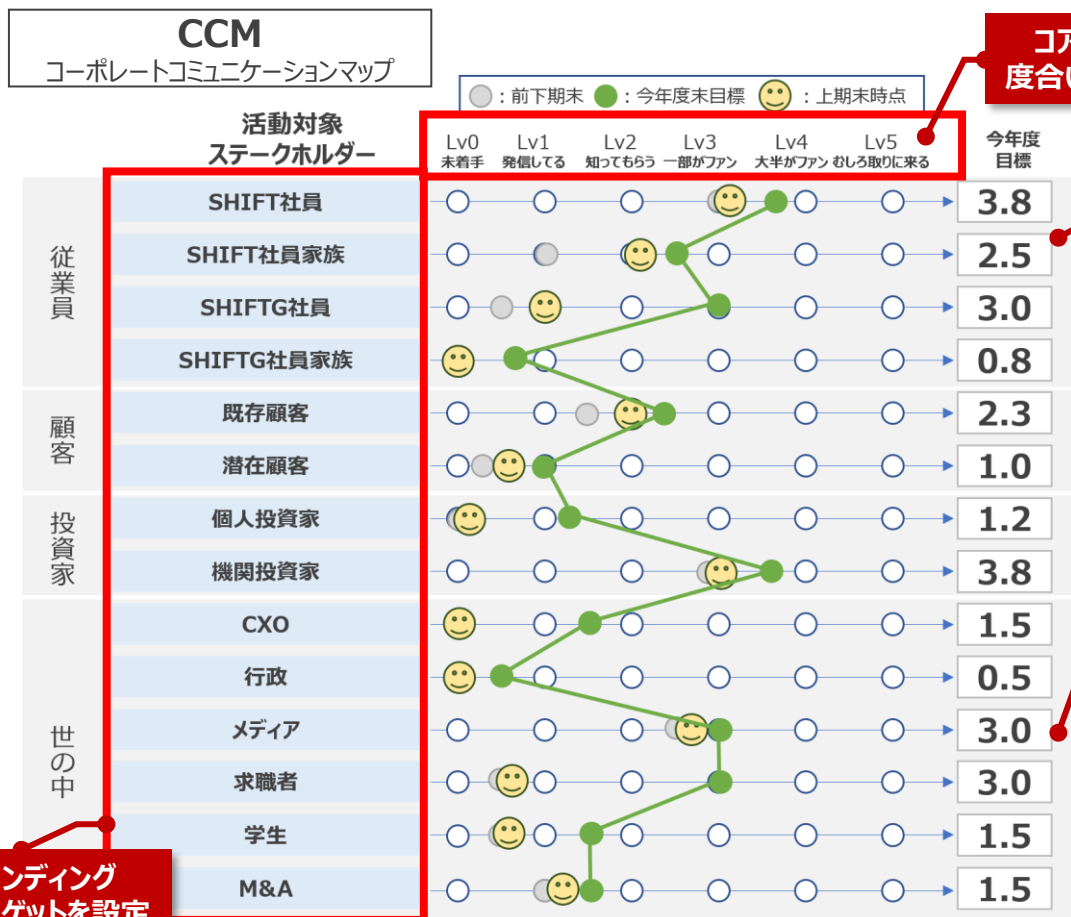 CCM
コーポレートコミュニケーションマップ
コア
度合い
：前下期末 ：今年度末目標 ：上期末時点
活動対象
ステークホルダー
Lv0 Lv1 Lv2 Lv3 Lv4 Lv5
未着手 発信してる 知ってもらう 一部がファン 大半がファン むしろ取りに来る
今年度
目標
従業員
SHIFT社員 3.8
SHIFT社員家族 2.5
SHIFTG社員 3.0
SHIFTG社員家族 0.8
顧客
既存顧客 2.3
潜在顧客 1.0
投資家
個人投資家 1.2
機関投資家 3.8
世の中
CXO 1.5
行政 0.5
メディア 3.0
求職者 3.0
学生 1.5
M&A 1.5
ンディング
ゲットを設定